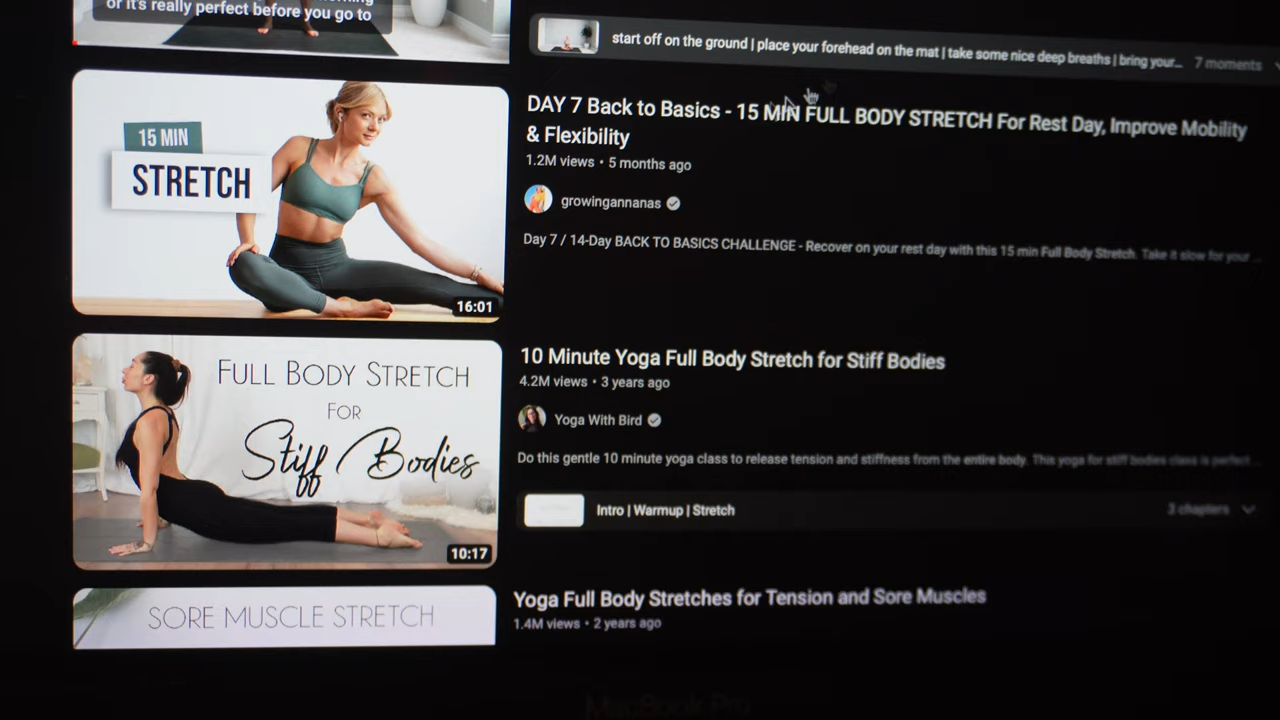 or it's really perfect before you go to
start off on the ground | place your forehead on the mat | take some nice deep breaths | bring your... 7 moments
15 MIN
STRETCH
16:01
DAY 7 Back to Basics - 15 MIN FULL BODY STRETCH For Rest Day, Improve Mobility
& Flexibility
1.2M views • 5 months ago
growingannanas
Day 7 / 14-Day BACK TO BASICS CHALLENGE - Recover on your rest day with this 15 min Full Body Stretch. Take it slow for your ...
FULL BODY STRETCH
FOR
Stiff Bodies
10:17
10 Minute Yoga Full Body Stretch for Stiff Bodies
4.2M views • 3 years ago
Yoga With Bird
Do this gentle 10 minute yoga class to release tension and stiffness from the entire body. This yoga for stiff bodies class is perfect ...
Intro | Warmup | Stretch 3 chapters
SORE MUSCLE STRETCH
Yoga Full Body Stretches for Tension and Sore Muscles
1.4M views • 2 years ago
MacBook Pro